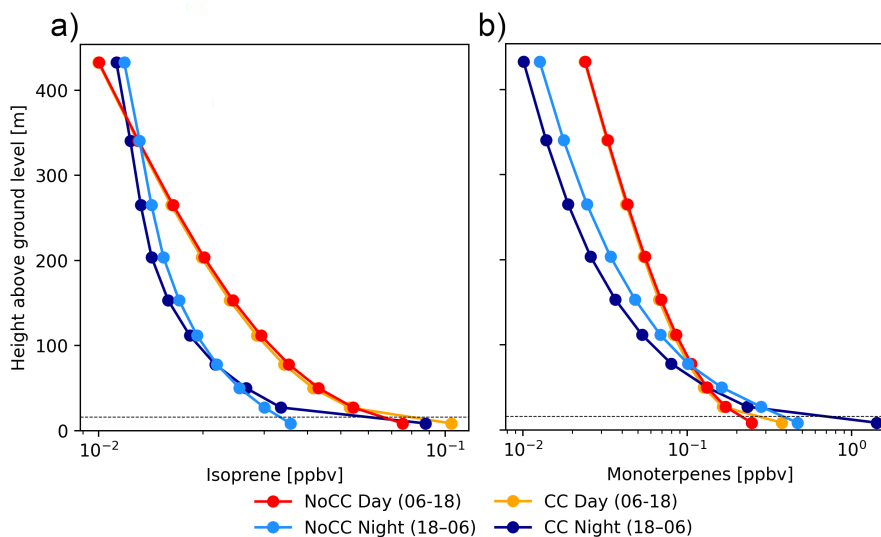 a)
b)
Height above ground level [m]
400
300
200
100
0
10⁻²
10⁻¹
Isoprene [ppbv]
10⁻²
10⁻¹
10⁰
Monoterpenes [ppbv]
NoCC Day (06-18)
CC Day (06-18)
NoCC Night (18–06)
CC Night (18–06)